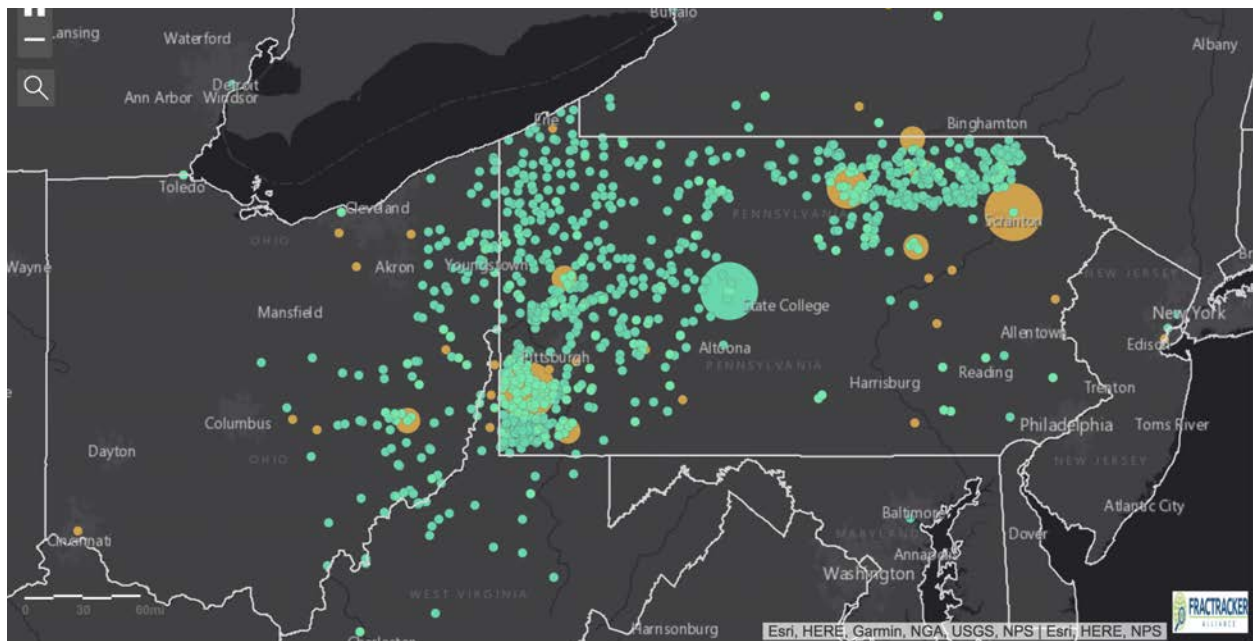 Buffalo
Lansing
Waterford
Albany
Detroit
Ann Arbor
Windsor
Erie
Binghamton
Toledo
Cleveland
PENNSYLVANIA
Scranton
OHIO
Wayne
Akron
Youngstown
NEW JERSEY
State College
New York
Mansfield
Allentown
Edison
Pittsburgh
Altoona
PENNSYLVANIA
Harrisburg
Reading
Trenton
Columbus
Philadelphia
Toms River
Dayton
OHIO
NEW JERSEY
Atlantic City
Baltimore
MARYLAND
Dover
Cincinnati
Annapolis
Washington
WEST VIRGINIA
0 30 60mi
Harrisonburg
Charleston
Esri, HERE, Garmin, NGA, USGS, NPS | Esri, HERE, NPS
FRACTRACKER
ALLIANCE